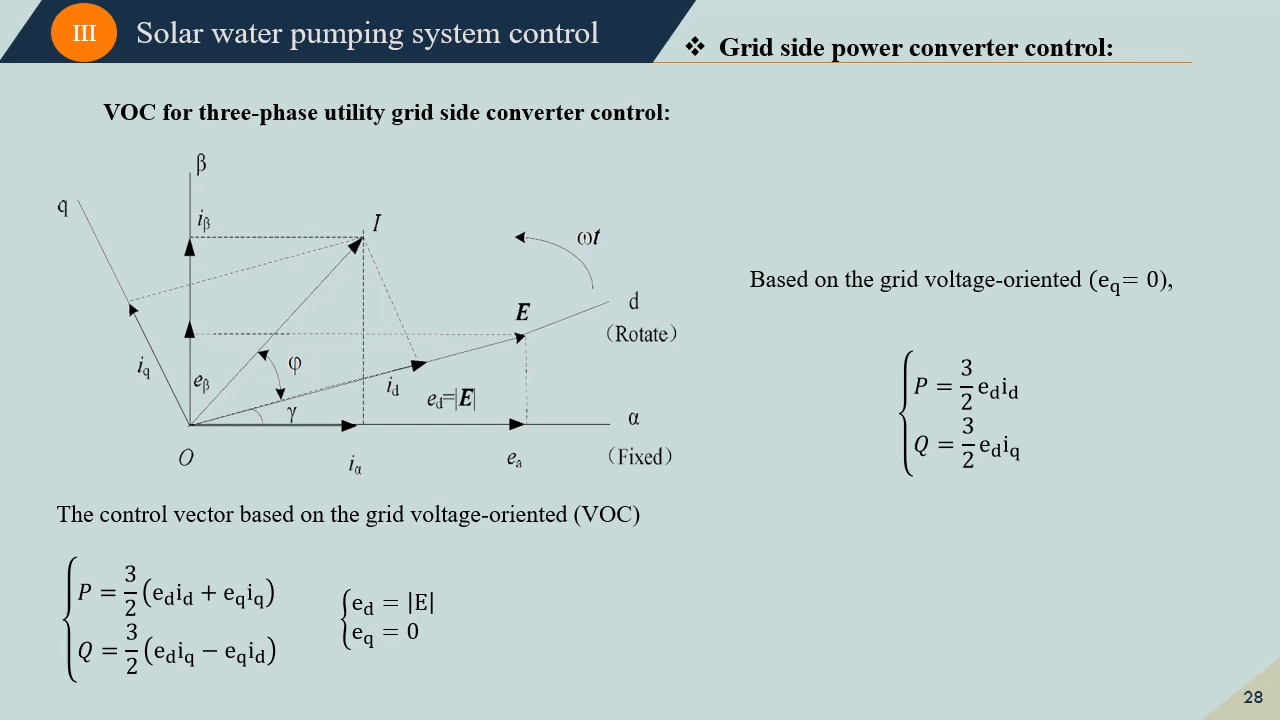 III
Solar water pumping system control
❖ Grid side power converter control:
VOC for three-phase utility grid side converter control:
β
q
i_β
I
ωt
d
E
(Rotate)
φ
i_q
e_β
i_d
e_d=|E|
γ
α
O
i_α
e_a
(Fixed)
Based on the grid voltage-oriented (e_q= 0),
P = 3/2 e_d i_d
Q = 3/2 e_d i_q
The control vector based on the grid voltage-oriented (VOC)
P = 3/2 (e_d i_d + e_q i_q)
Q = 3/2 (e_d i_q − e_q i_d)
e_d = |E|
e_q = 0
28